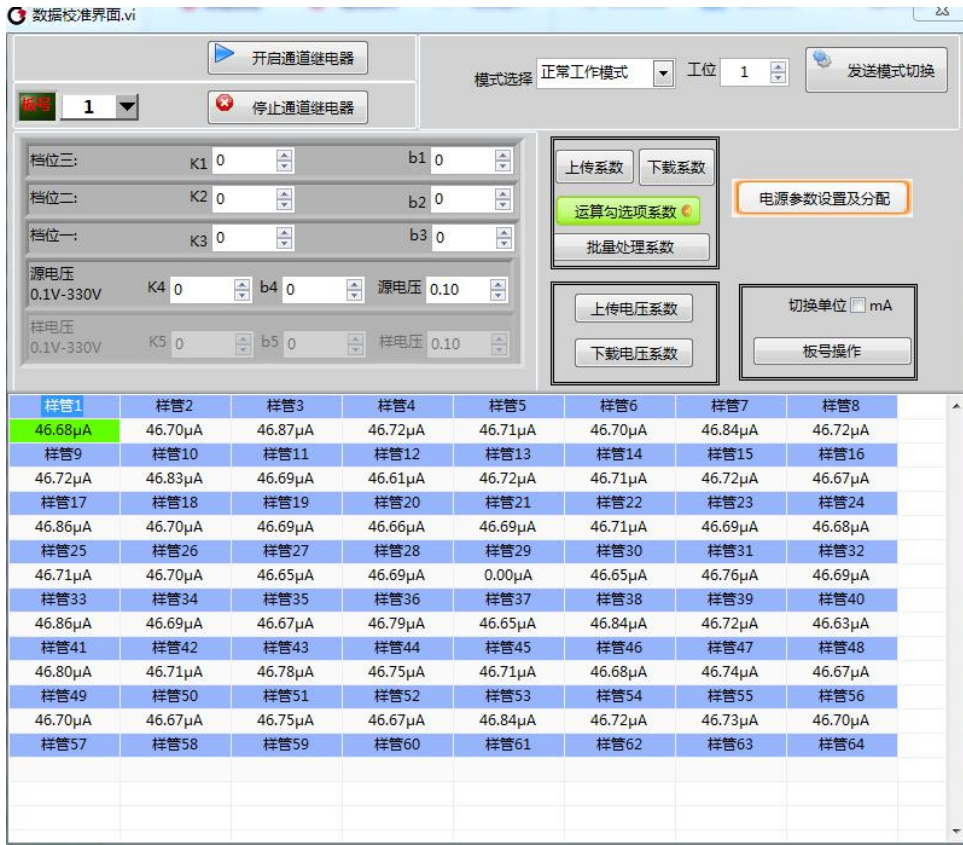 数据校准界面.vi
开启通道继电器
模式选择 正常工作模式 工位 1 发送模式切换
板号 1 停止通道继电器
档位三: K1 0 b1 0
档位二: K2 0 b2 0
档位一: K3 0 b3 0
源电压
0.1V-330V K4 0 b4 0 源电压 0.10
样电压
0.1V-330V K5 0 b5 0 样电压 0.10
上传系数 下载系数
运算勾选项系数
批量处理系数
电源参数设置及分配
上传电压系数
下载电压系数
切换单位 mA
板号操作
样管1 样管2 样管3 样管4 样管5 样管6 样管7 样管8
46.68μA 46.70μA 46.87μA 46.72μA 46.71μA 46.70μA 46.84μA 46.72μA
样管9 样管10 样管11 样管12 样管13 样管14 样管15 样管16
46.72μA 46.83μA 46.69μA 46.61μA 46.72μA 46.71μA 46.72μA 46.67μA
样管17 样管18 样管19 样管20 样管21 样管22 样管23 样管24
46.86μA 46.70μA 46.69μA 46.66μA 46.69μA 46.71μA 46.69μA 46.68μA
样管25 样管26 样管27 样管28 样管29 样管30 样管31 样管32
46.71μA 46.70μA 46.65μA 46.69μA 0.00μA 46.65μA 46.76μA 46.69μA
样管33 样管34 样管35 样管36 样管37 样管38 样管39 样管40
46.86μA 46.69μA 46.67μA 46.79μA 46.65μA 46.84μA 46.72μA 46.63μA
样管41 样管42 样管43 样管44 样管45 样管46 样管47 样管48
46.80μA 46.71μA 46.78μA 46.75μA 46.71μA 46.68μA 46.74μA 46.67μA
样管49 样管50 样管51 样管52 样管53 样管54 样管55 样管56
46.70μA 46.67μA 46.75μA 46.67μA 46.84μA 46.72μA 46.73μA 46.70μA
样管57 样管58 样管59 样管60 样管61 样管62 样管63 样管64